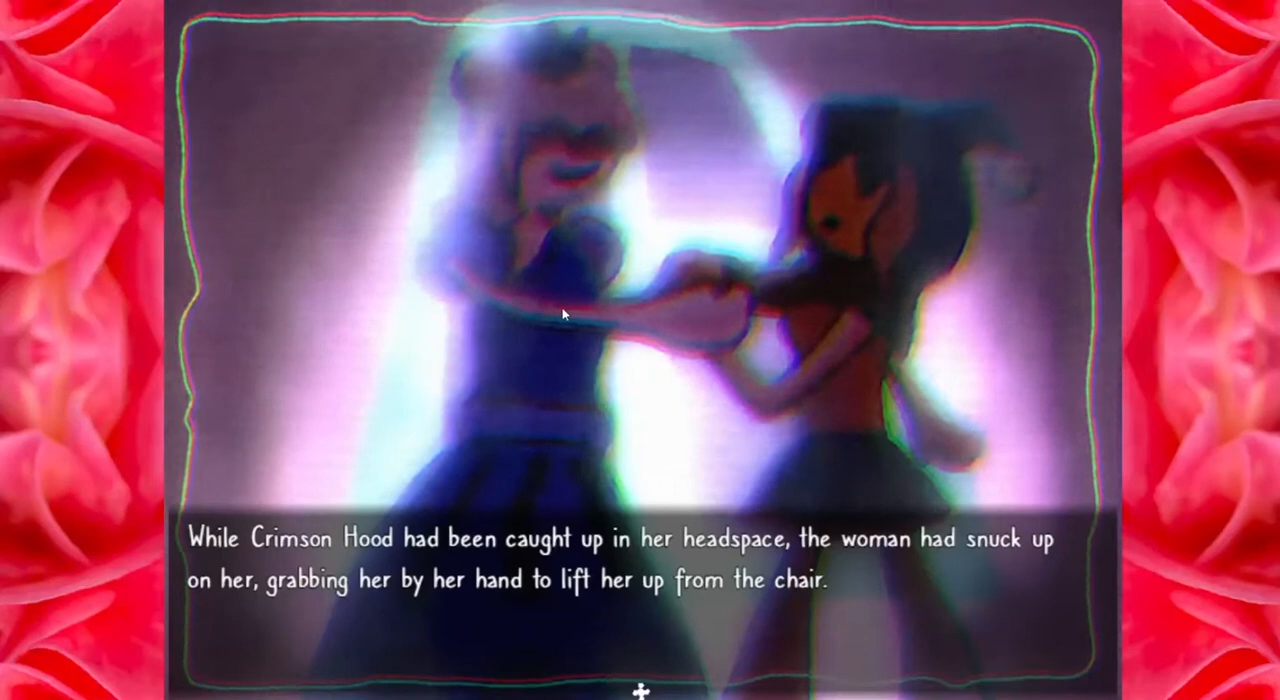 While Crimson Hood had been caught up in her headspace, the woman had snuck up
on her, grabbing her by her hand to lift her up from the chair.